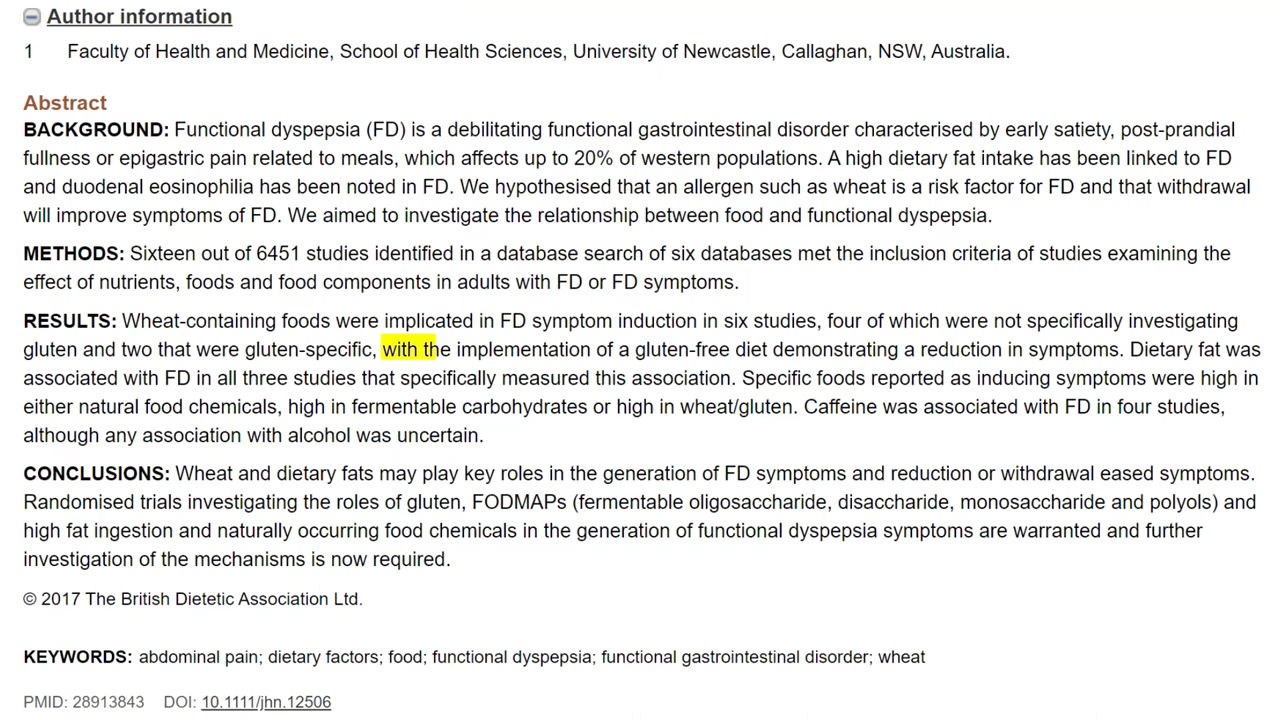 Author information
1 Faculty of Health and Medicine, School of Health Sciences, University of Newcastle, Callaghan, NSW, Australia.
Abstract
BACKGROUND: Functional dyspepsia (FD) is a debilitating functional gastrointestinal disorder characterised by early satiety, post-prandial
fullness or epigastric pain related to meals, which affects up to 20% of western populations. A high dietary fat intake has been linked to FD
and duodenal eosinophilia has been noted in FD. We hypothesised that an allergen such as wheat is a risk factor for FD and that withdrawal
will improve symptoms of FD. We aimed to investigate the relationship between food and functional dyspepsia.
METHODS: Sixteen out of 6451 studies identified in a database search of six databases met the inclusion criteria of studies examining the
effect of nutrients, foods and food components in adults with FD or FD symptoms.
RESULTS: Wheat-containing foods were implicated in FD symptom induction in six studies, four of which were not specifically investigating
gluten and two that were gluten-specific, with the implementation of a gluten-free diet demonstrating a reduction in symptoms. Dietary fat was
associated with FD in all three studies that specifically measured this association. Specific foods reported as inducing symptoms were high in
either natural food chemicals, high in fermentable carbohydrates or high in wheat/gluten. Caffeine was associated with FD in four studies,
although any association with alcohol was uncertain.
CONCLUSIONS: Wheat and dietary fats may play key roles in the generation of FD symptoms and reduction or withdrawal eased symptoms.
Randomised trials investigating the roles of gluten, FODMAPs (fermentable oligosaccharide, disaccharide, monosaccharide and polyols) and
high fat ingestion and naturally occurring food chemicals in the generation of functional dyspepsia symptoms are warranted and further
investigation of the mechanisms is now required.
© 2017 The British Dietetic Association Ltd.
KEYWORDS: abdominal pain; dietary factors; food; functional dyspepsia; functional gastrointestinal disorder; wheat
PMID: 28913843 DOI: 10.1111/jhn.12506